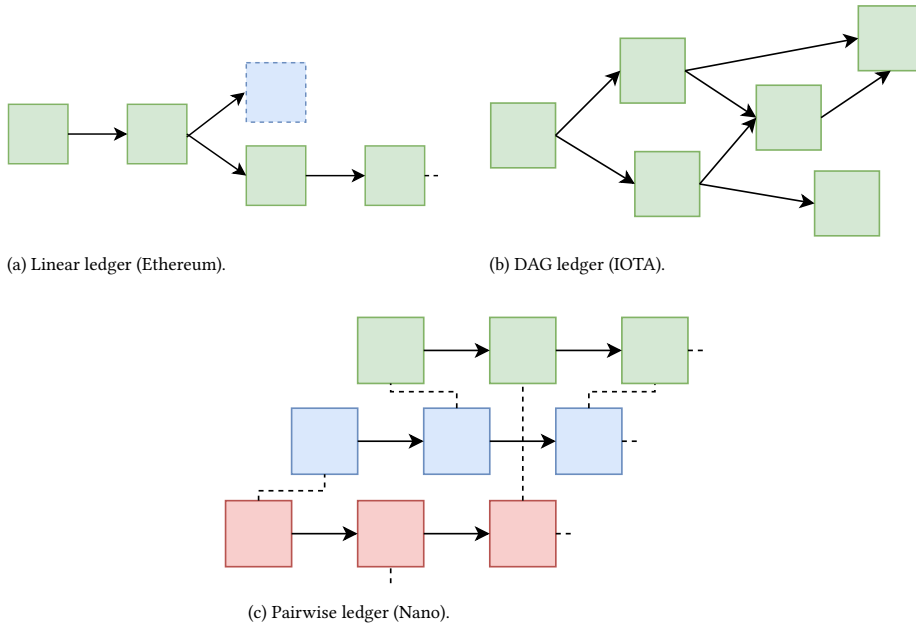 (a) Linear ledger (Ethereum).
(b) DAG ledger (IOTA).
(c) Pairwise ledger (Nano).